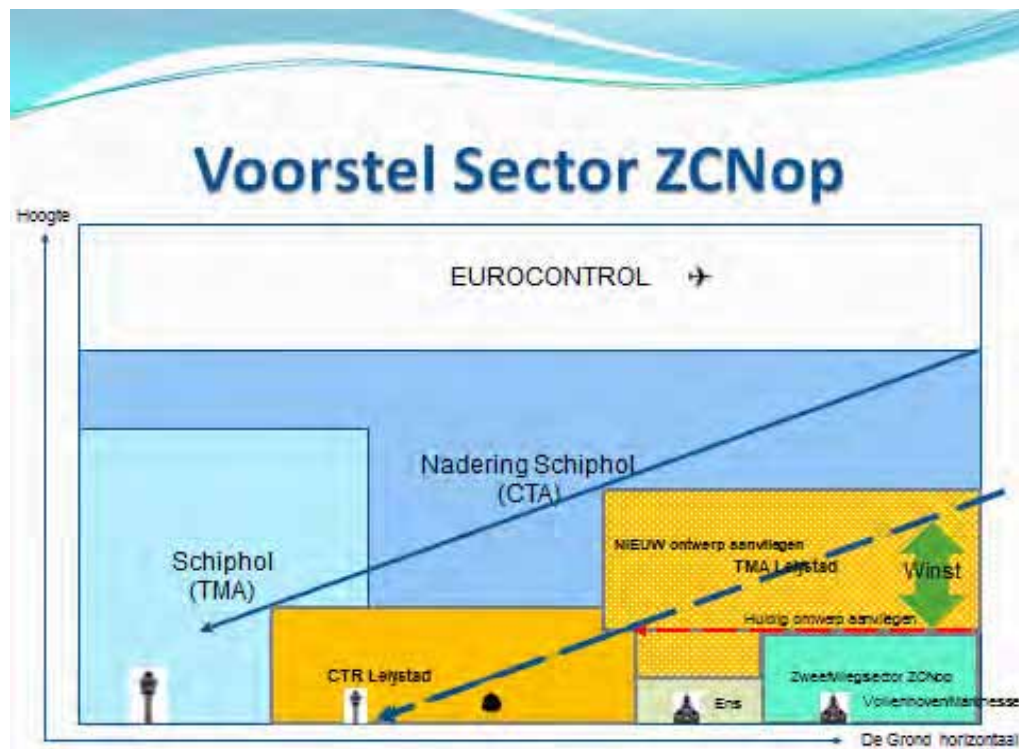 Voorstel Sector ZCNop
Hoogte
EUROCONTROL
Nadering Schiphol
(CTA)
Schiphol
(TMA)
NIEUW ontwerp aanvliegen
TMA Lelystad
Winst
Huidig ontwerp aanvliegen
CTR Lelystad
Zweefvliegsector ZCNop
Ens
Vollenhoven/Marknesse
De Grond horizontaal